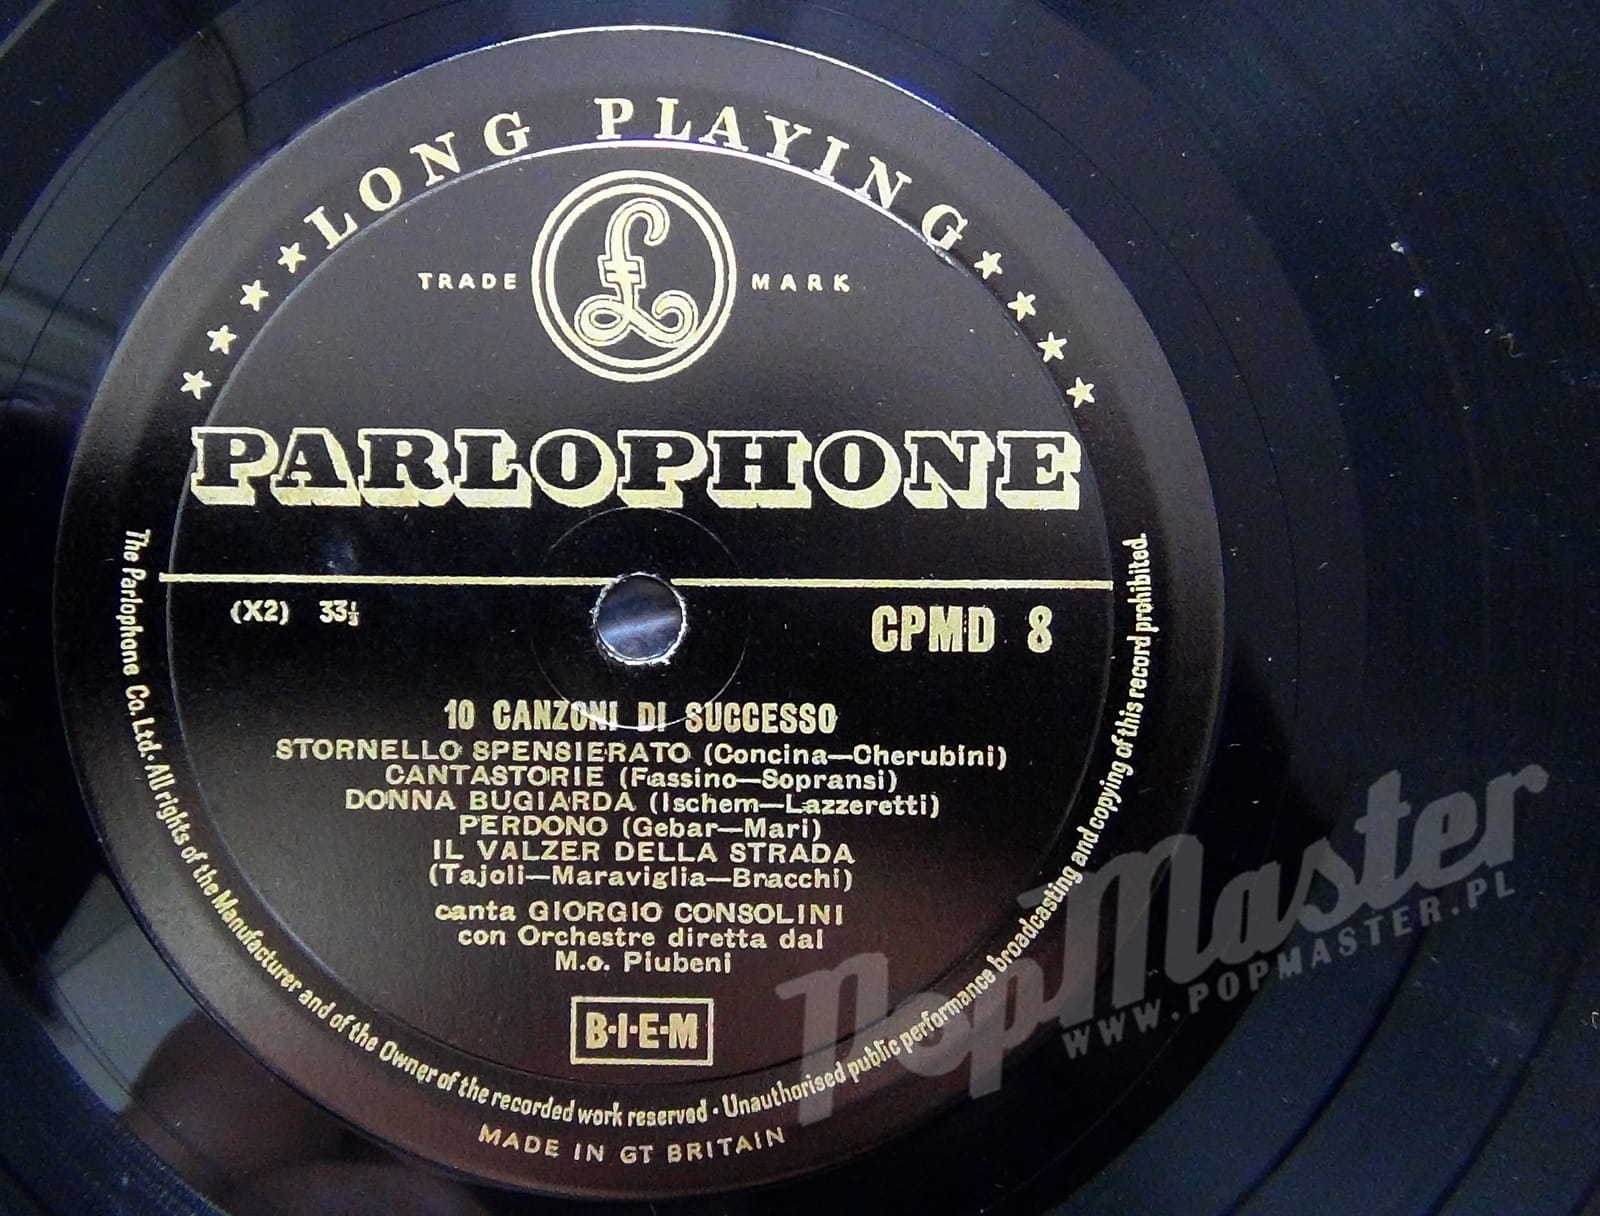 LONG PLAYING
TRADE £ MARK
PARLOPHONE
(X2) 33⅓
CPMD 8
10 CANZONI DI SUCCESSO
STORNELLO SPENSIERATO (Concina—Cherubini)
CANTASTORIE (Fassino—Sopransi)
DONNA BUGIARDA (Ischem—Lazzeretti)
PERDONO (Gebar—Mari)
IL VALZER DELLA STRADA
(Tajoli—Maraviglia—Bracchi)
canta GIORGIO CONSOLINI
con Orchestre diretta dal
M.o. Piubeni
B·I·E·M
The Parlophone Co. Ltd. All rights of the Manufacturer and of the Owner of the recorded work reserved · Unauthorised public performance broadcasting and copying of this record prohibited.
MADE IN GT BRITAIN
PopMaster
WWW.POPMASTER.PL